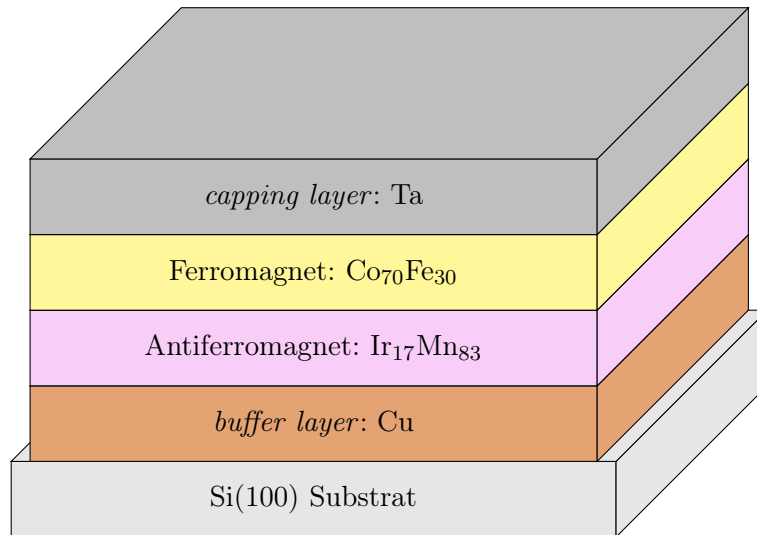 capping layer: Ta
Ferromagnet: Co₇₀Fe₃₀
Antiferromagnet: Ir₁₇Mn₈₃
buffer layer: Cu
Si(100) Substrat